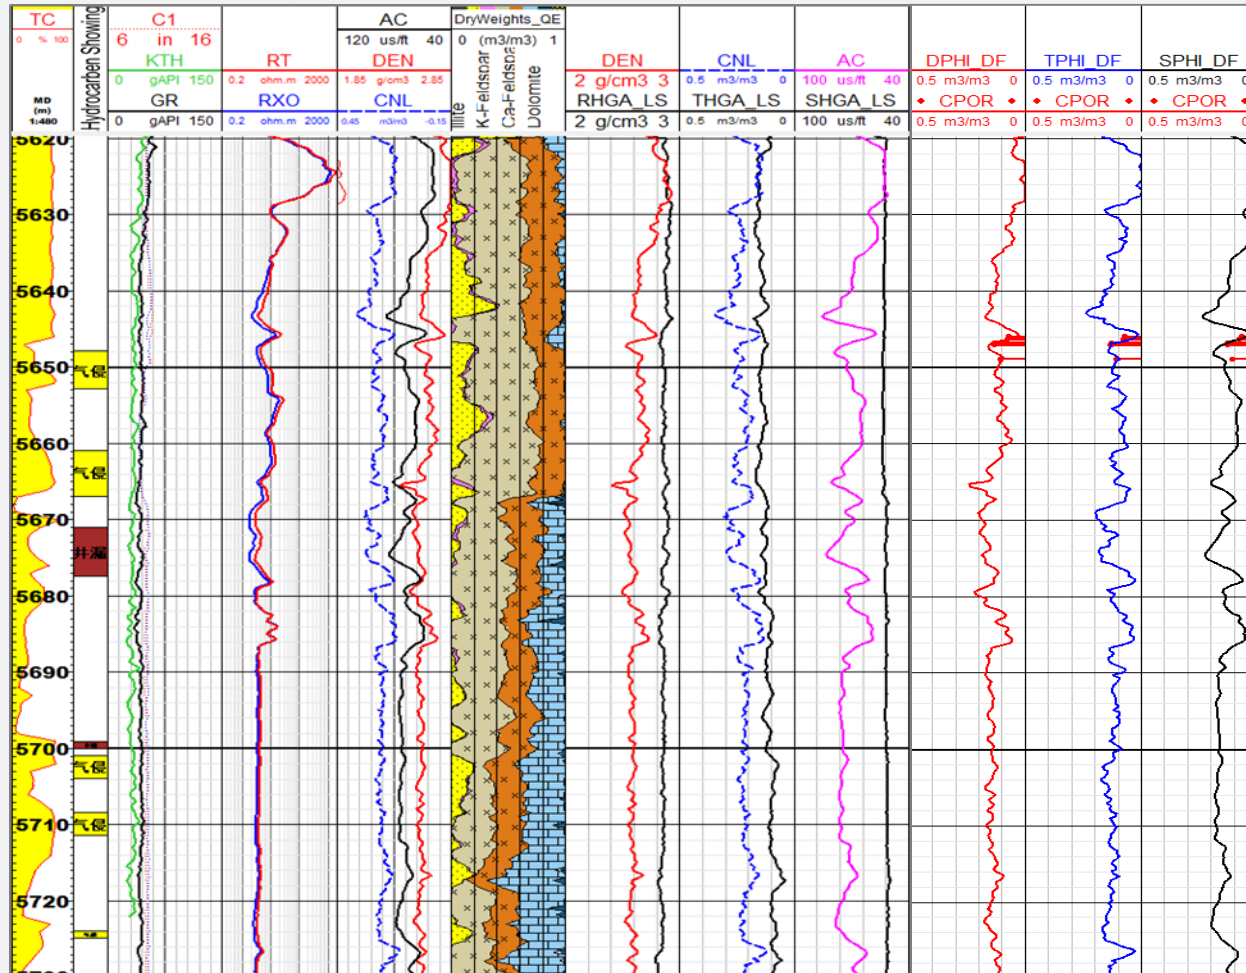 TC
0 % 100
MD
(m)
1:480
Hydrocarben Showing
C1
6 in 16
KTH
0 gAPI 150
GR
0 gAPI 150
RT
0.2 ohm.m 2000
RXO
0.2 ohm.m 2000
AC
120 us/ft 40
DEN
1.85 g/cm3 2.85
CNL
0.45 m3/m3 -0.15
DryWeights_QE
0 (m3/m3) 1
K-Feldspar
Ca-Feldspa
Dolomite
DEN
2 g/cm3 3
RHGA_LS
2 g/cm3 3
CNL
0.5 m3/m3 0
THGA_LS
0.5 m3/m3 0
AC
100 us/ft 40
SHGA_LS
100 us/ft 40
DPHI_DF
0.5 m3/m3 0
CPOR
0.5 m3/m3 0
TPHI_DF
0.5 m3/m3 0
CPOR
0.5 m3/m3 0
SPHI_DF
0.5 m3/m3 0
CPOR
0.5 m3/m3 0
5620
5630
5640
5650
气侵
5660
气侵
5670
井漏
5680
5690
5700
气侵
5710
气侵
5720